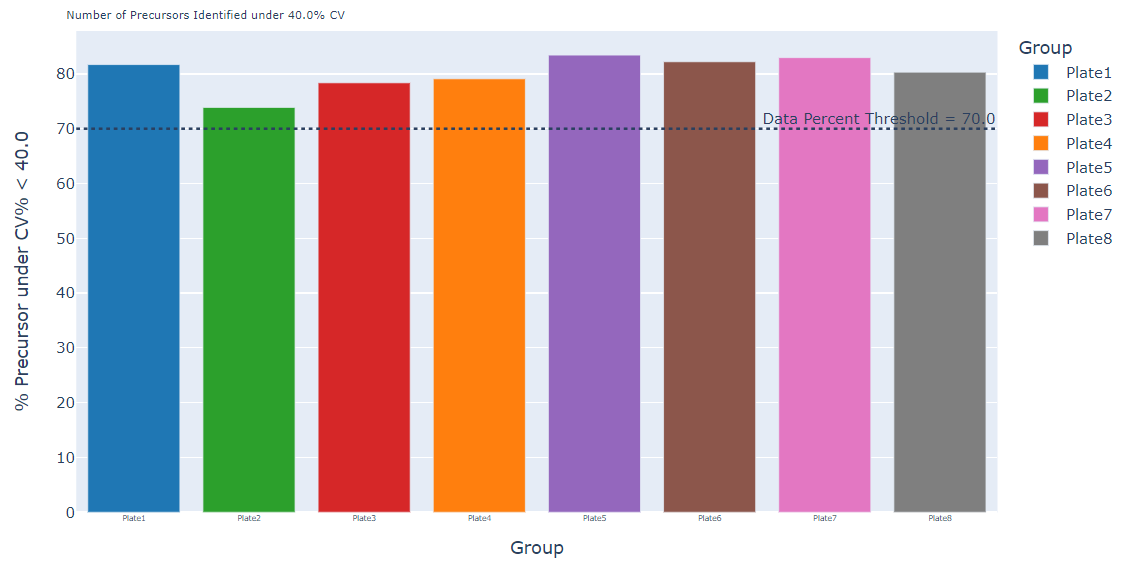 Number of Precursors Identified under 40.0% CV
% Precursor under CV% < 40.0
80
70
60
50
40
30
20
10
0
Data Percent Threshold = 70.0
Plate1
Plate2
Plate3
Plate4
Plate5
Plate6
Plate7
Plate8
Group
Group
Plate1
Plate2
Plate3
Plate4
Plate5
Plate6
Plate7
Plate8